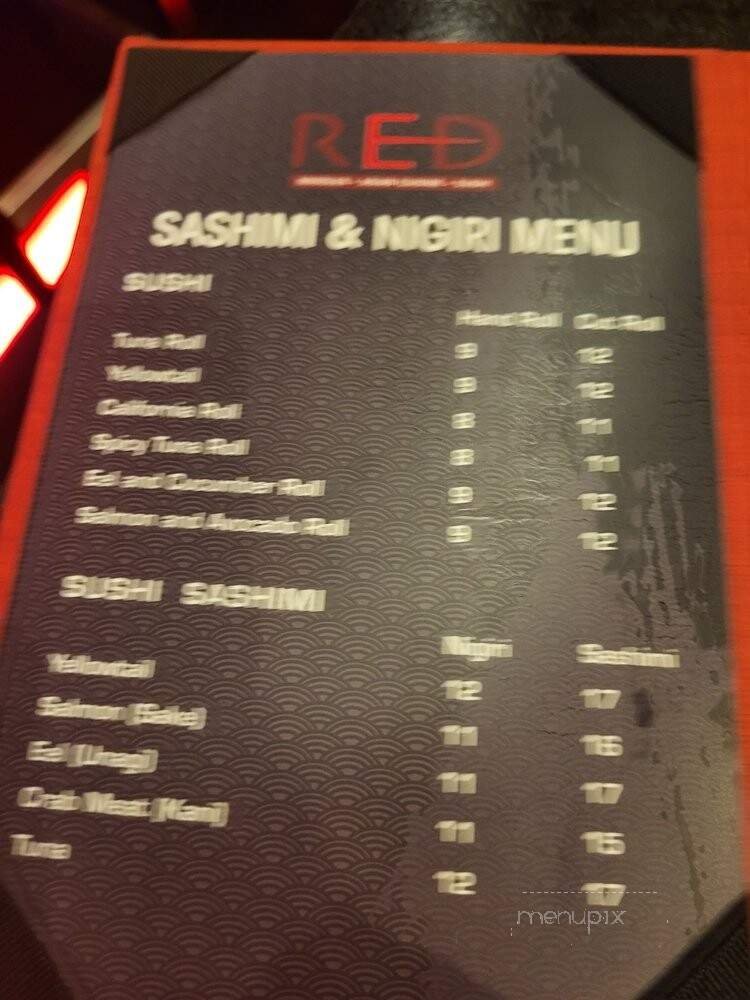 RED
SASHIMI & NIGIRI MENU
SUSHI
Hand Roll Cut Roll
Tuna Roll 9 12
Yellowtail 9 12
California Roll 8 11
Spicy Tuna Roll 8 11
Eel and Cucumber Roll 9 12
Salmon and Avocado Roll 9 12
SUSHI SASHIMI
Nigiri Sashimi
Yellowtail 12 17
Salmon (Sake) 11 16
Eel (Unagi) 11 17
Crab Meat (Kani) 11 15
Tuna 12 17
menupix